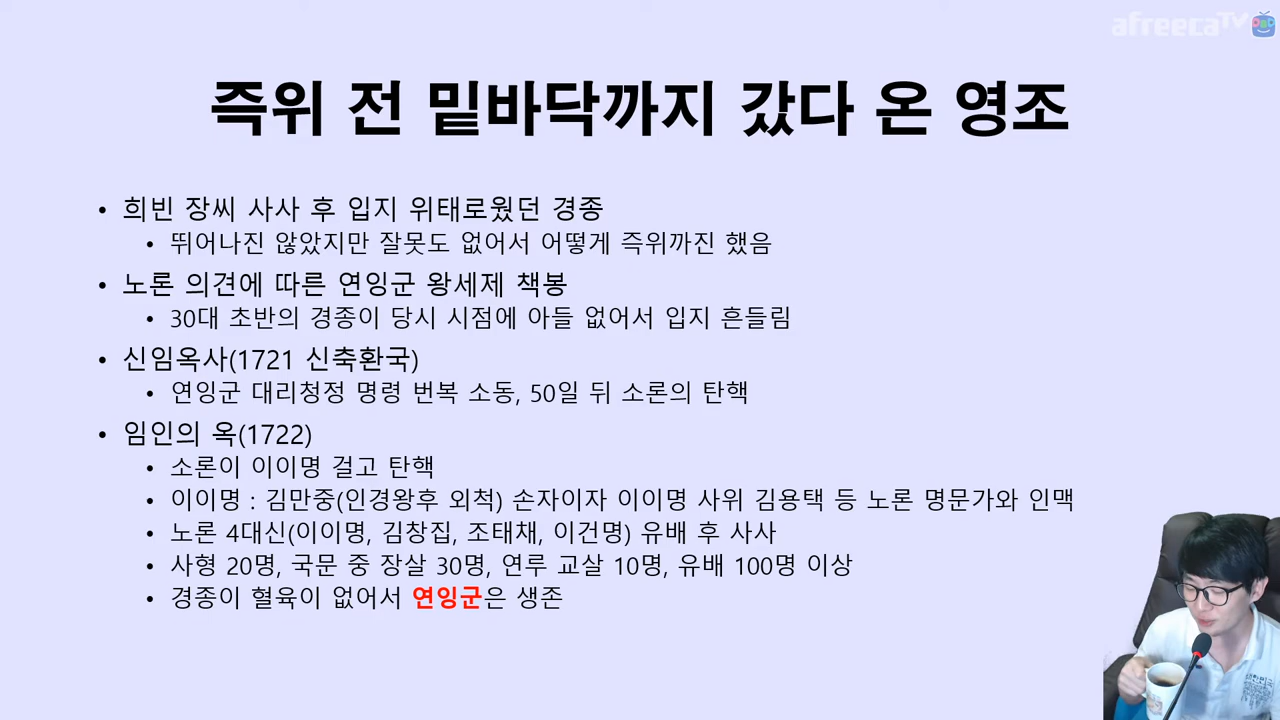 afreecaTV
즉위 전 밑바닥까지 갔다 온 영조
• 희빈 장씨 사사 후 입지 위태로웠던 경종
• 뛰어나진 않았지만 잘못도 없어서 어떻게 즉위까진 했음
• 노론 의견에 따른 연잉군 왕세제 책봉
• 30대 초반의 경종이 당시 시점에 아들 없어서 입지 흔들림
• 신임옥사(1721 신축환국)
• 연잉군 대리청정 명령 번복 소동, 50일 뒤 소론의 탄핵
• 임인의 옥(1722)
• 소론이 이이명 걸고 탄핵
• 이이명 : 김만중(인경왕후 외척) 손자이자 이이명 사위 김용택 등 노론 명문가와 인맥
• 노론 4대신(이이명, 김창집, 조태채, 이건명) 유배 후 사사
• 사형 20명, 국문 중 장살 30명, 연루 교살 10명, 유배 100명 이상
• 경종이 혈육이 없어서 연잉군은 생존